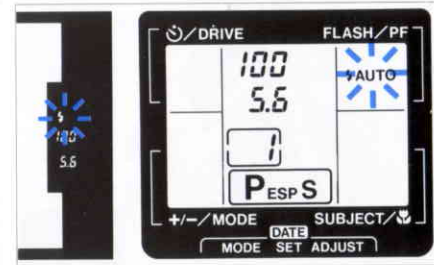 ⏱/DRIVE FLASH/PF
100
5.6
⚡AUTO
1
P ESP S
+/−/MODE SUBJECT/🌷
DATE
MODE SET ADJUST
⚡
100
5.6